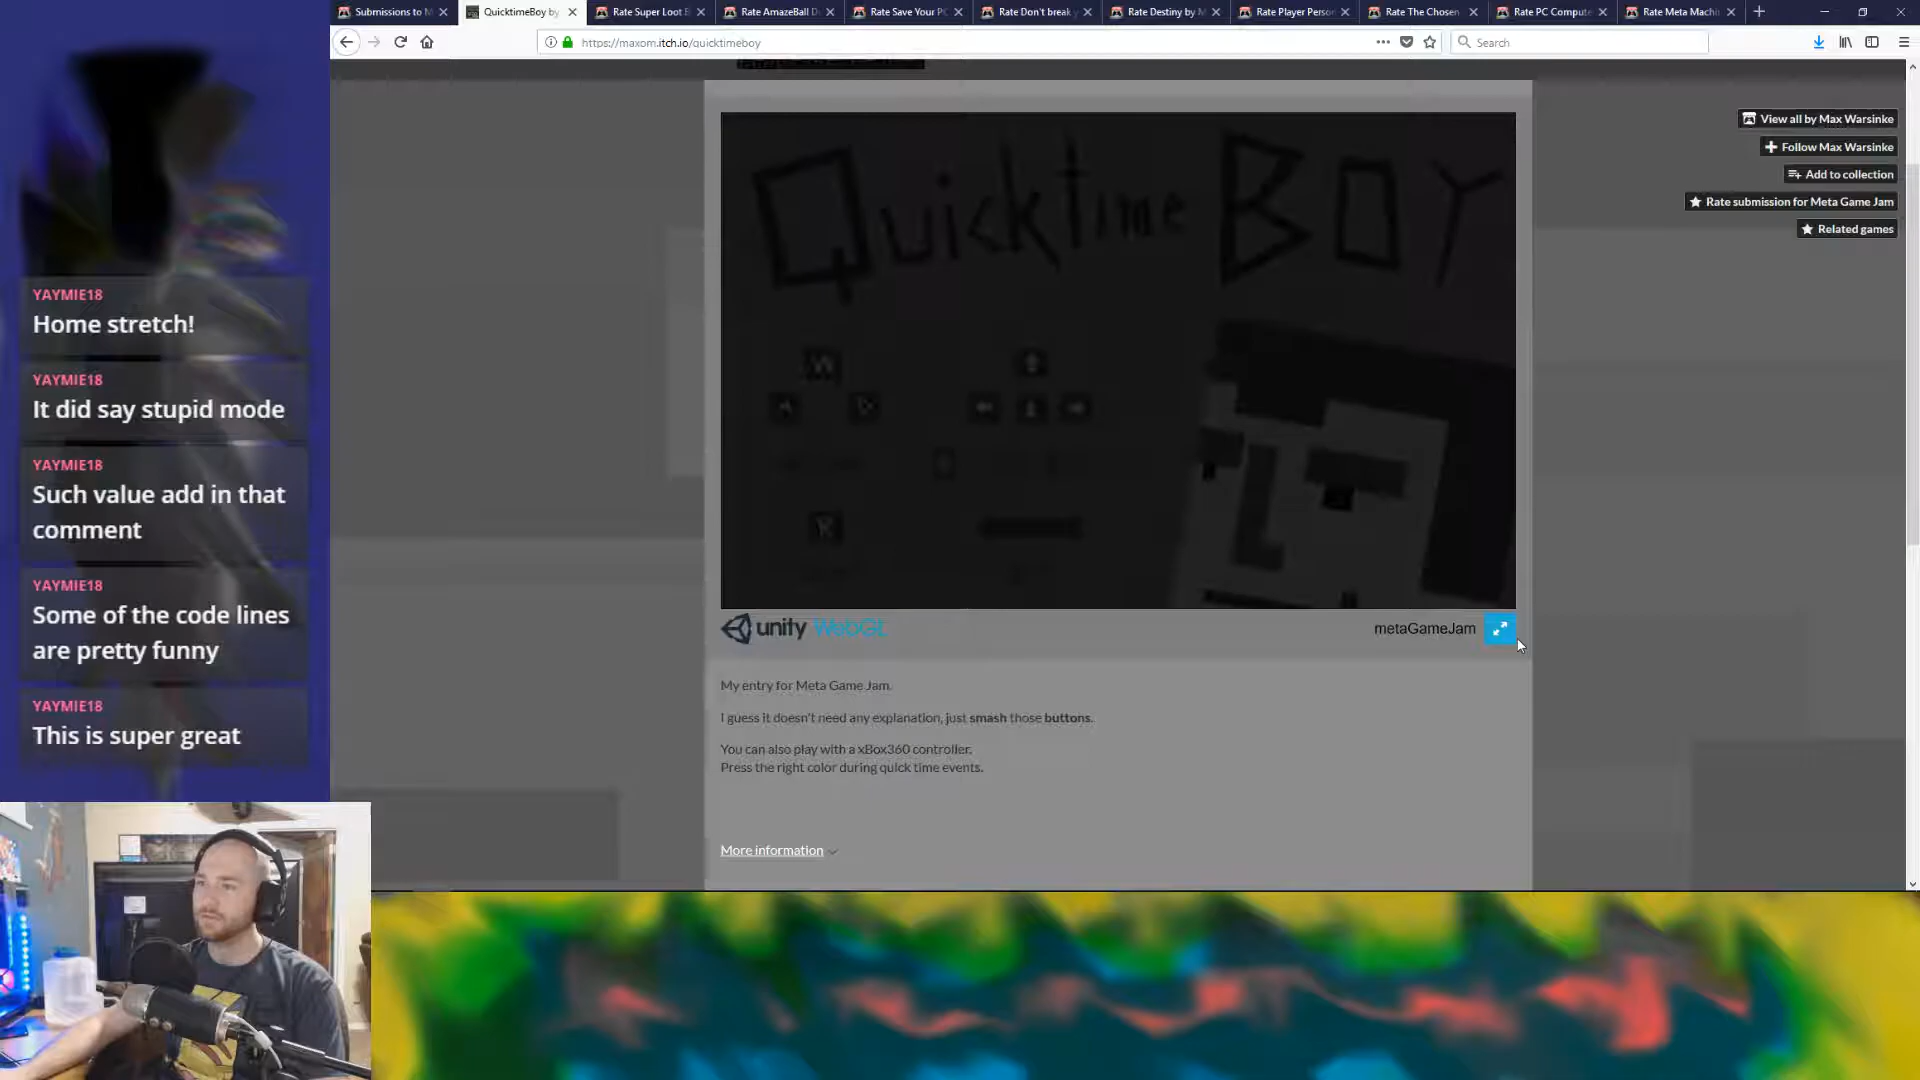 Submissions to M
QuicktimeBoy by
Rate Super Loot B
Rate AmazeBall D
Rate Save Your PC
Rate Don't break y
Rate Destiny by M
Rate Player Perso
Rate The Chosen
Rate PC Compute
Rate Meta Machi
https://maxom.itch.io/quicktimeboy
Search
View all by Max Warsinke
Follow Max Warsinke
Add to collection
Rate submission for Meta Game Jam
Related games
Quicktime BOY
W
A D
R
unity WebGL
metaGameJam
My entry for Meta Game Jam.
I guess it doesn't need any explanation, just smash those buttons.
You can also play with a xBox360 controller.
Press the right color during quick time events.
More information
YAYMIE18
Home stretch!
YAYMIE18
It did say stupid mode
YAYMIE18
Such value add in that
comment
YAYMIE18
Some of the code lines
are pretty funny
YAYMIE18
This is super great